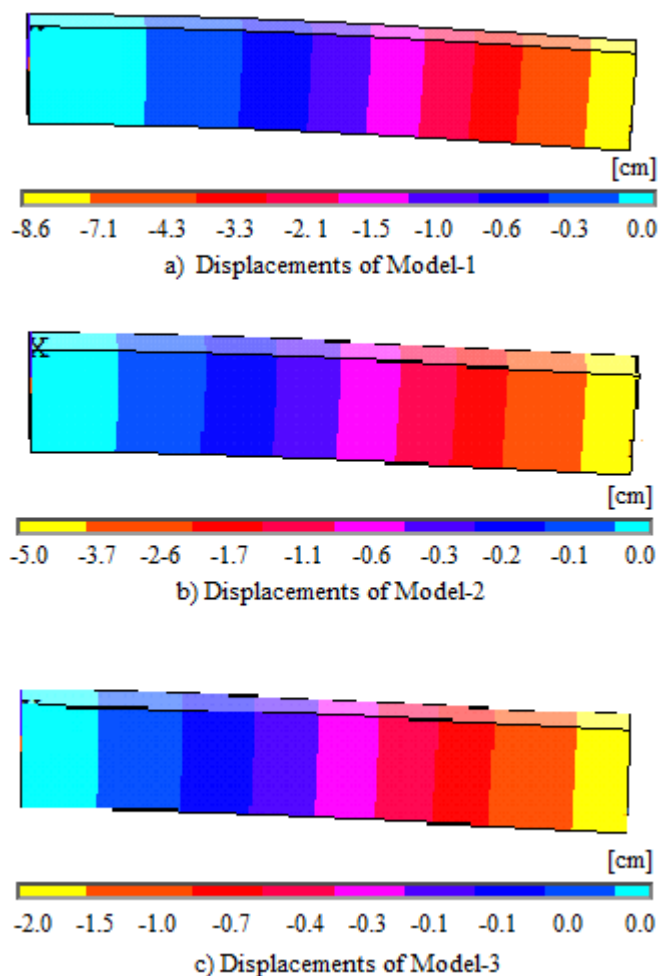 [cm]
-8.6 -7.1 -4.3 -3.3 -2. 1 -1.5 -1.0 -0.6 -0.3 0.0
a) Displacements of Model-1
X
[cm]
-5.0 -3.7 -2-6 -1.7 -1.1 -0.6 -0.3 -0.2 -0.1 0.0
b) Displacements of Model-2
[cm]
-2.0 -1.5 -1.0 -0.7 -0.4 -0.3 -0.1 -0.1 0.0 0.0
c) Displacements of Model-3